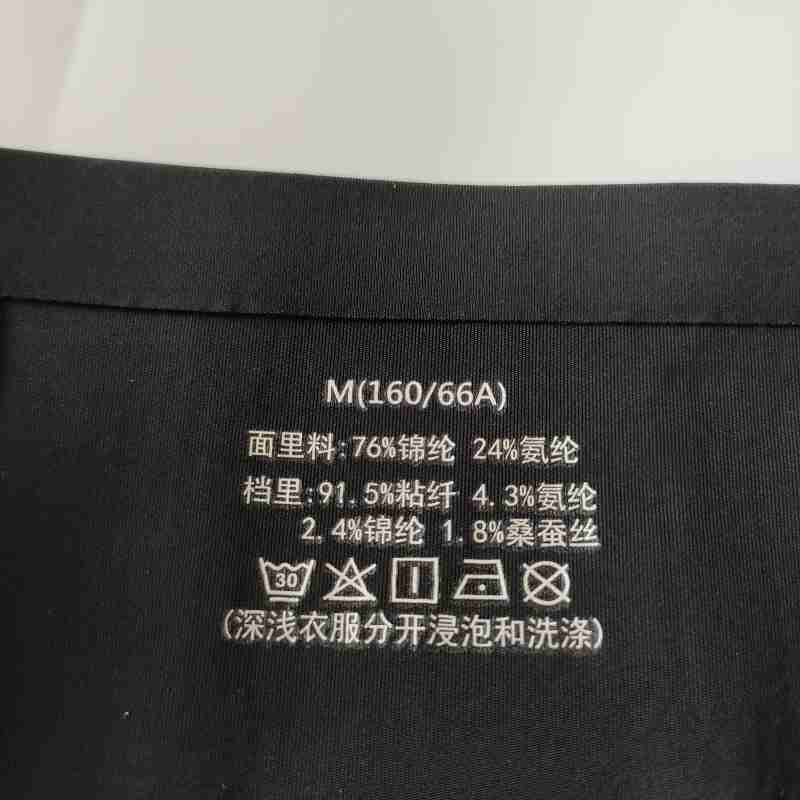 M(160/66A)
面里料:76%锦纶 24%氨纶
档里:91.5%粘纤 4.3%氨纶
2.4%锦纶 1.8%桑蚕丝
30
(深浅衣服分开浸泡和洗涤)